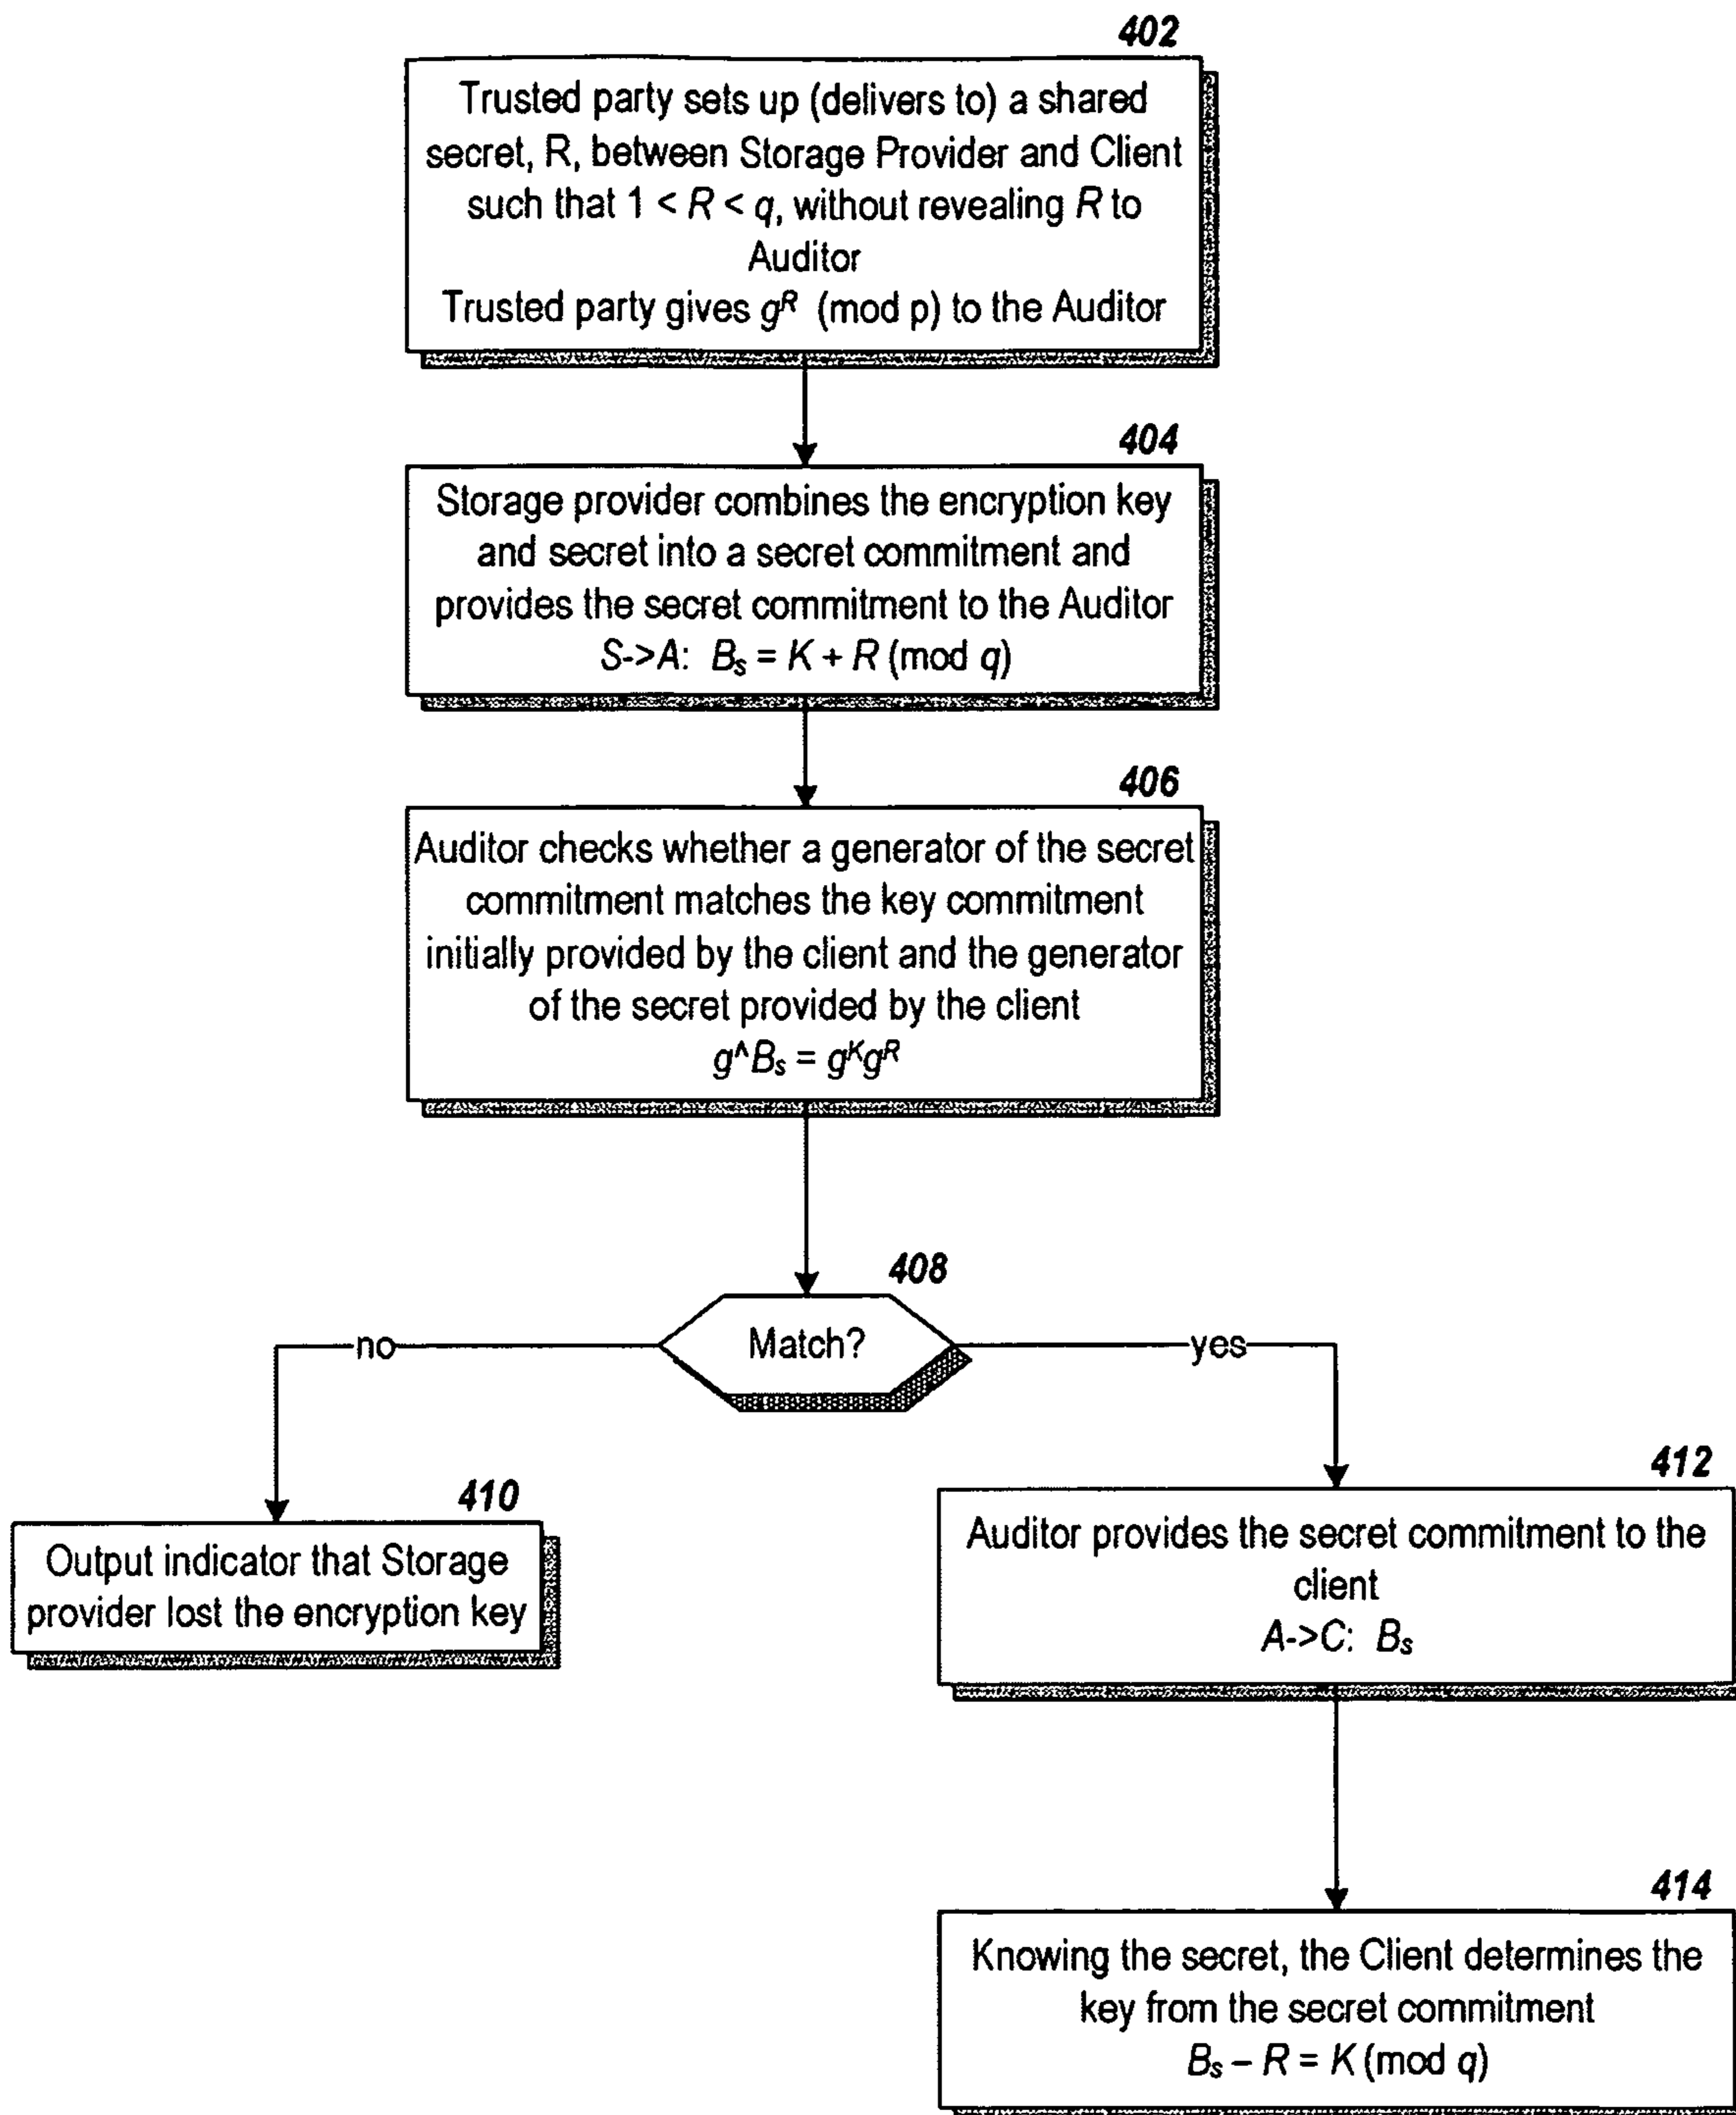 402
Trusted party sets up (delivers to) a shared
secret, R, between Storage Provider and Client
such that 1 < R < q, without revealing R to
Auditor
Trusted party gives g^R (mod p) to the Auditor
404
Storage provider combines the encryption key
and secret into a secret commitment and
provides the secret commitment to the Auditor
S->A: Bₛ = K + R (mod q)
406
Auditor checks whether a generator of the secret
commitment matches the key commitment
initially provided by the client and the generator
of the secret provided by the client
g^Bₛ = gᴷgᴿ
408
Match?
no
yes
410
Output indicator that Storage
provider lost the encryption key
412
Auditor provides the secret commitment to the
client
A->C: Bₛ
414
Knowing the secret, the Client determines the
key from the secret commitment
Bₛ – R = K (mod q)